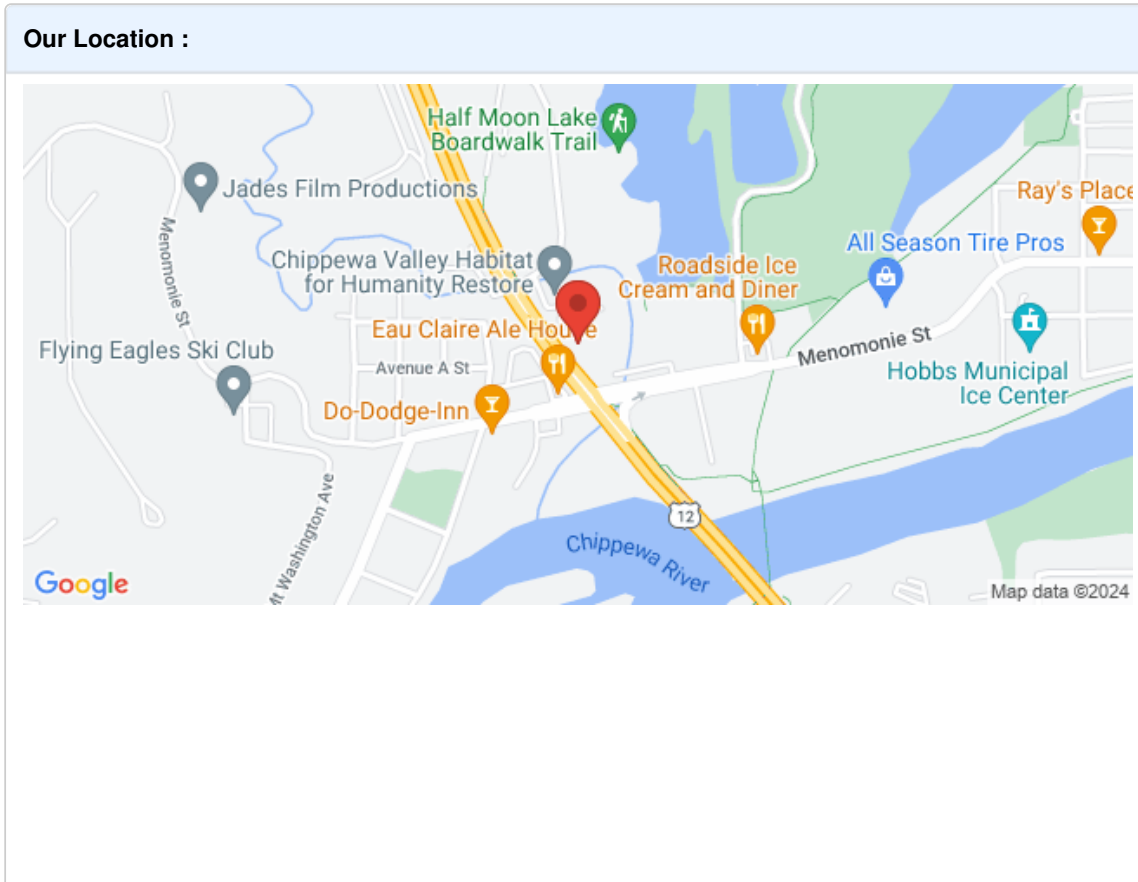 Our Location :
Half Moon Lake
Boardwalk Trail
Jades Film Productions
Ray's Place
Menomonie St
All Season Tire Pros
Chippewa Valley Habitat
for Humanity Restore
Roadside Ice
Cream and Diner
Eau Claire Ale House
Menomonie St
Flying Eagles Ski Club
Avenue A St
Hobbs Municipal
Ice Center
Do-Dodge-Inn
Mt Washington Ave
12
Chippewa River
Google
Map data ©2024